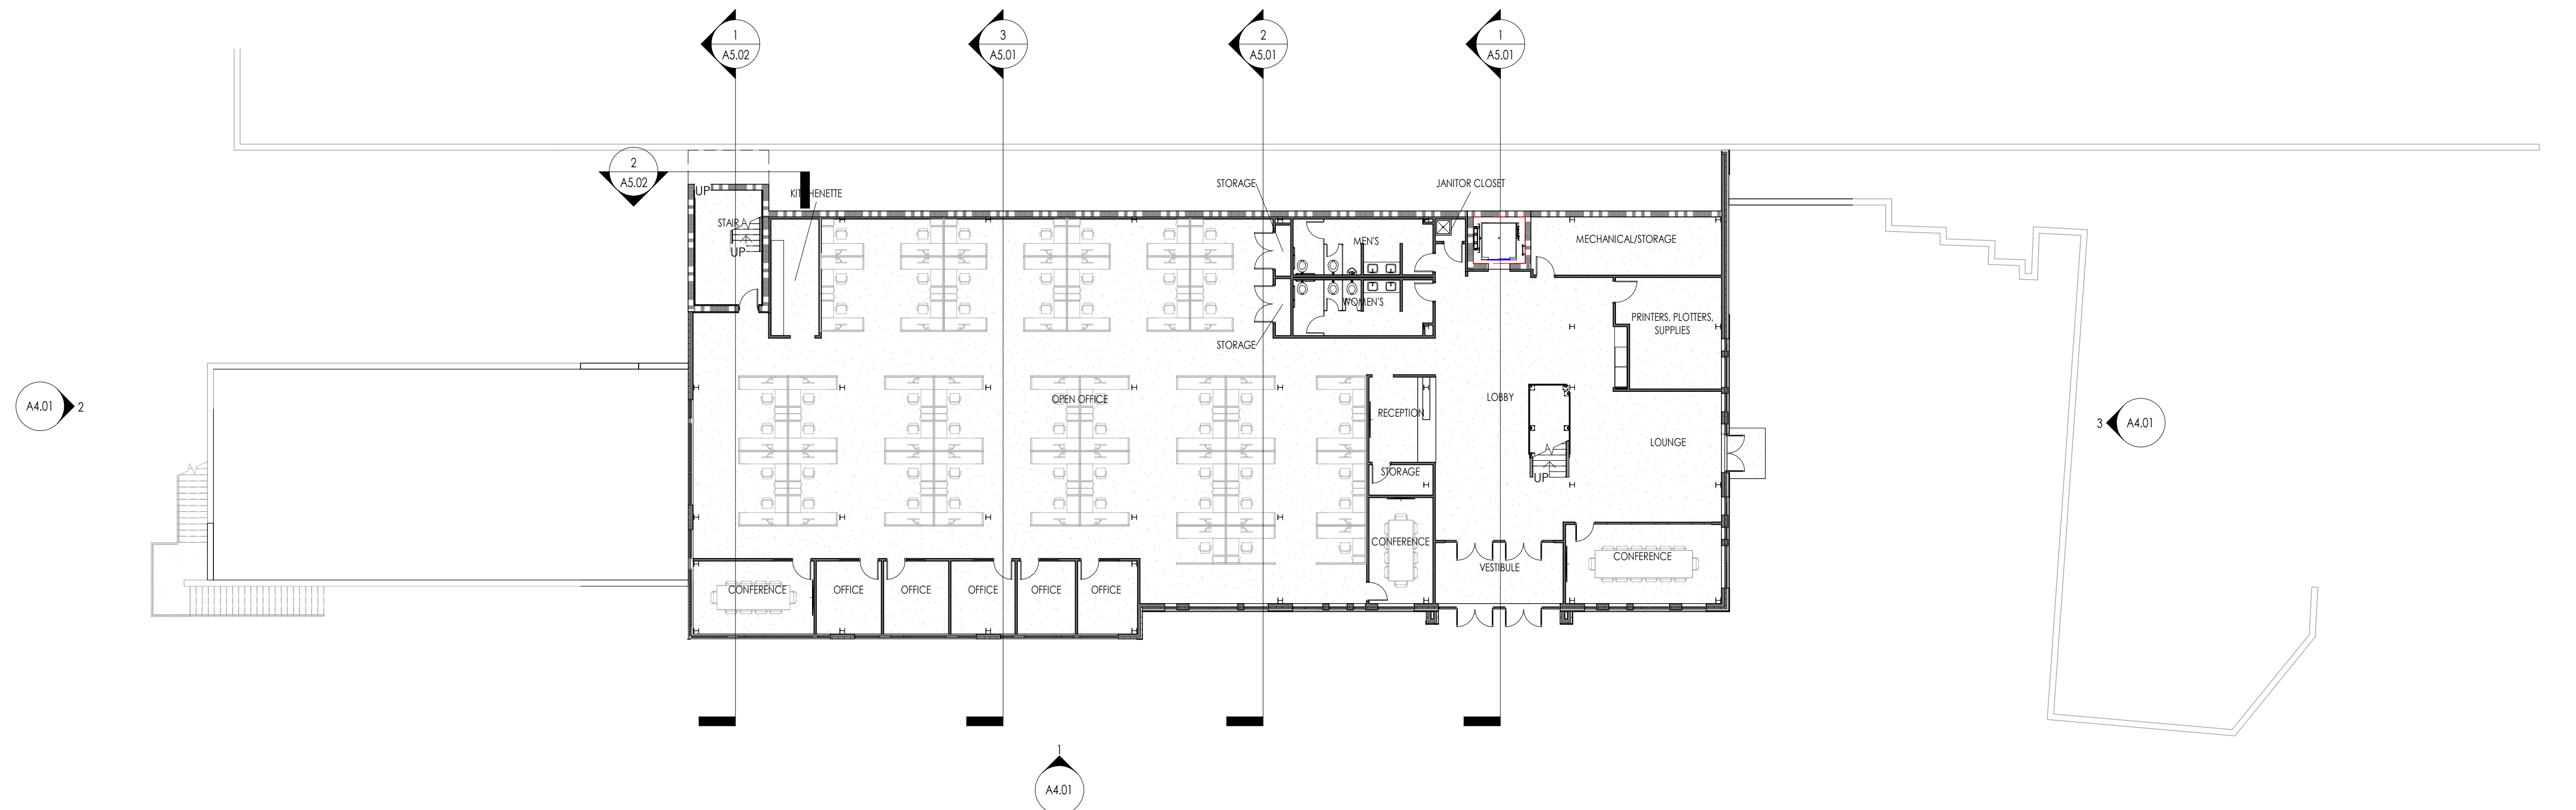 1
A5.02
3
A5.01
2
A5.01
1
A5.01
2
A5.02
UP
KITCHENETTE
STORAGE
JANITOR CLOSET
STAIR
UP
MEN'S
MECHANICAL/STORAGE
WOMEN'S
PRINTERS, PLOTTERS,
SUPPLIES
STORAGE
OPEN OFFICE
LOBBY
A4.01
2
RECEPTION
3
A4.01
LOUNGE
STORAGE
UP
CONFERENCE
CONFERENCE
VESTIBULE
CONFERENCE
OFFICE
OFFICE
OFFICE
OFFICE
OFFICE
1
A4.01